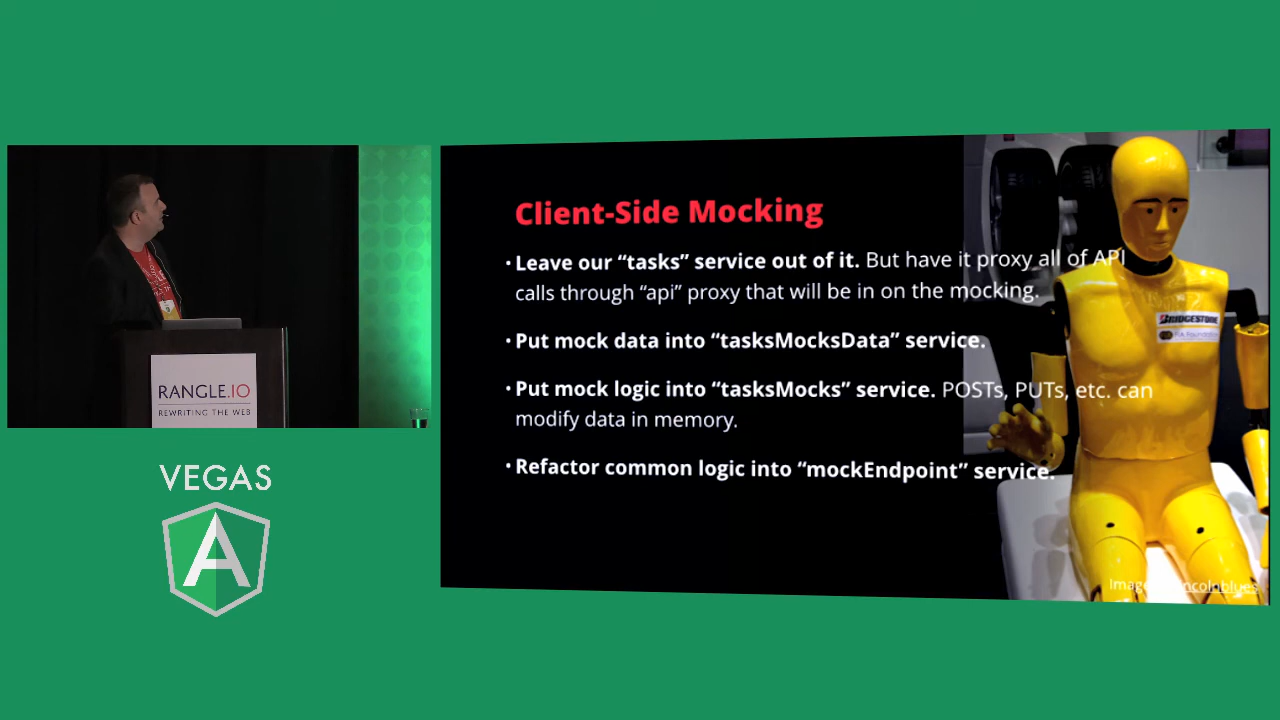 Client-Side Mocking
• Leave our “tasks” service out of it. But have it proxy all of API
calls through “api” proxy that will be in on the mocking.
• Put mock data into “tasksMocksData” service.
• Put mock logic into “tasksMocks” service. POSTs, PUTs, etc. can
modify data in memory.
• Refactor common logic into “mockEndpoint” service.
BRIDGESTONE
RANGLE.IO
REWRITING THE WEB
VEGAS
A